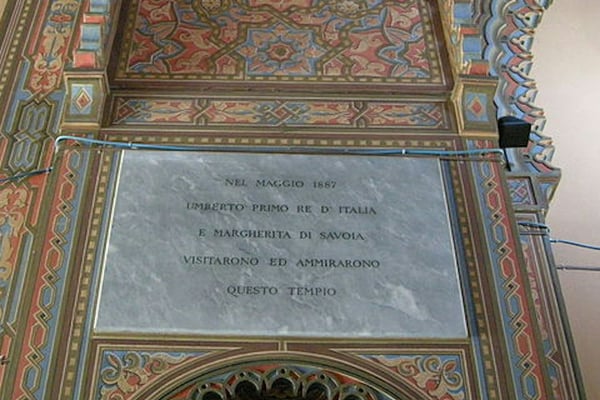 NEL MAGGIO 1887
UMBERTO PRIMO RE D'ITALIA
E MARGHERITA DI SAVOIA
VISITARONO ED AMMIRARONO
QUESTO TEMPIO